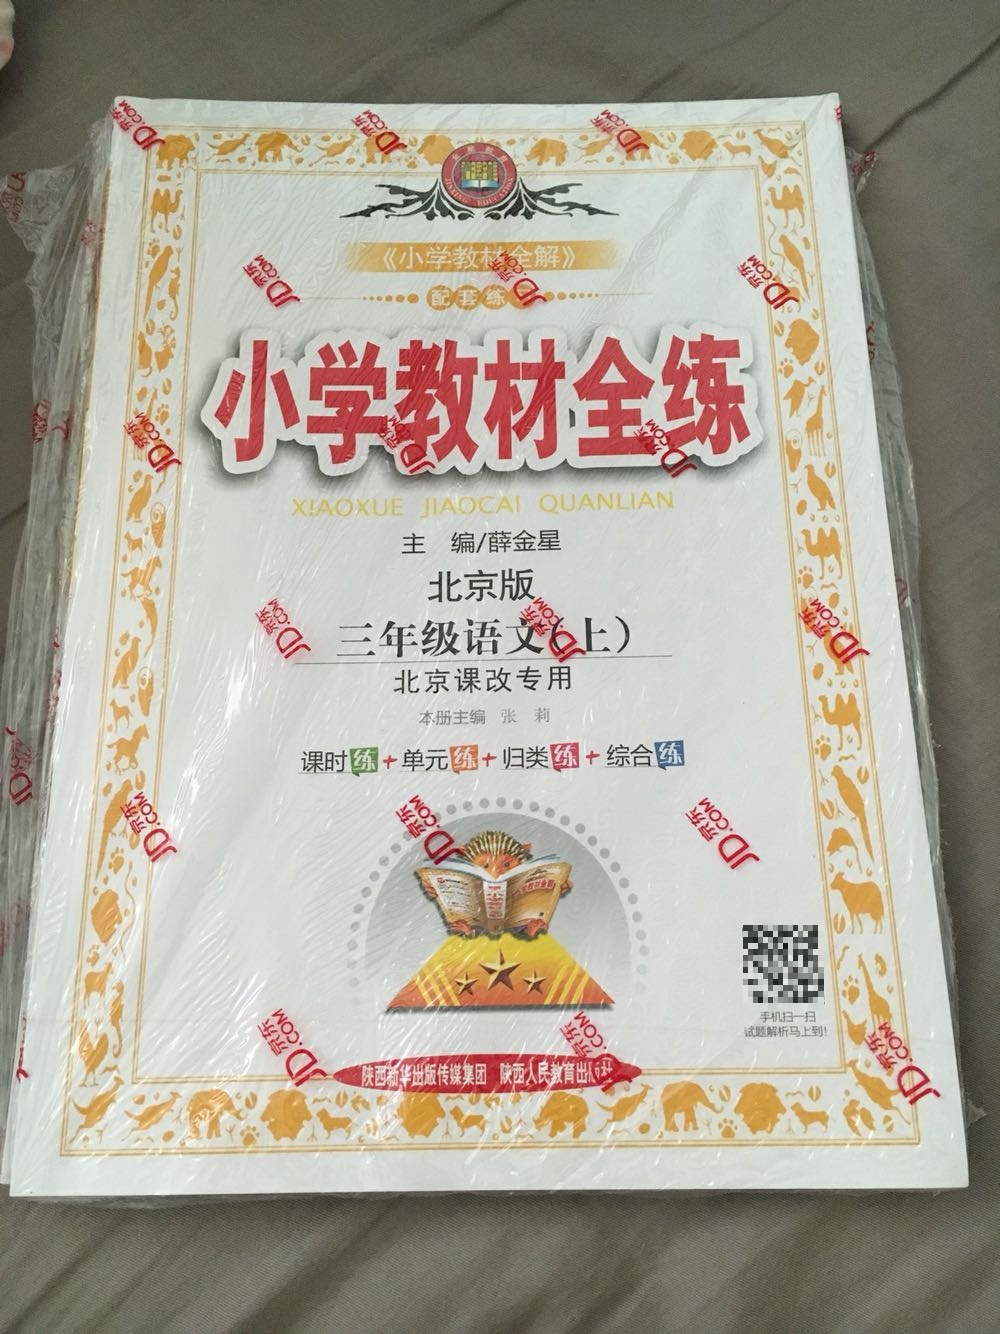 《小学教材全解》
配套练
小学教材全练
XIAOXUE JIAOCAI QUANLIAN
主 编/薛金星
北京版
三年级语文(上)
北京课改专用
本册主编 张 莉
课时练+单元练+归类练+综合练
手机扫一扫
试题解析马上到!
陕西新华出版传媒集团 陕西人民教育出版社
JD.COM 京东